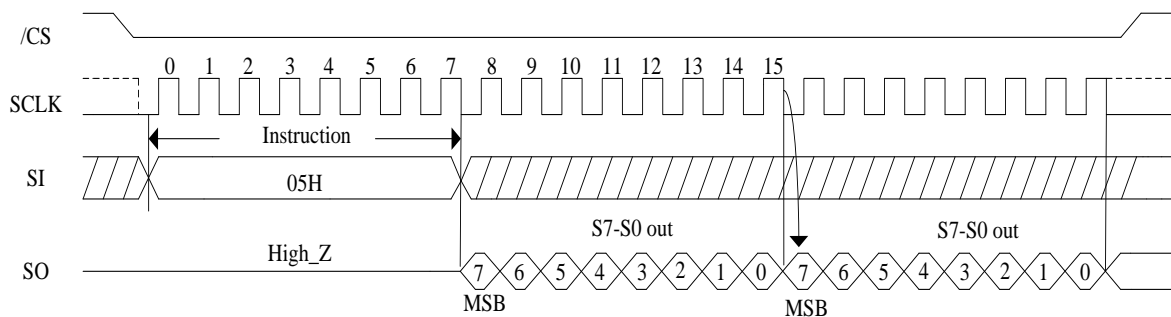 /CS
0 1 2 3 4 5 6 7 8 9 10 11 12 13 14 15
SCLK
Instruction
SI
05H
S7-S0 out S7-S0 out
High_Z
SO
7 6 5 4 3 2 1 0 7 6 5 4 3 2 1 0
MSB MSB